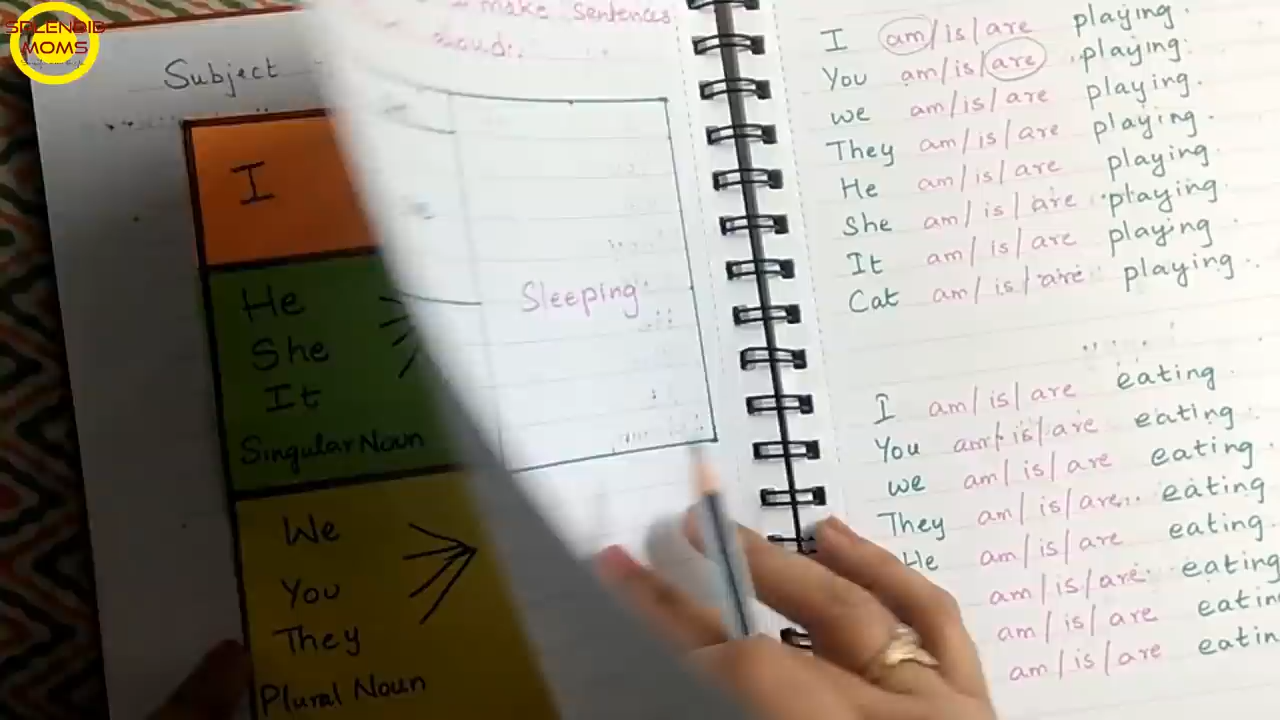 SPLENDID
MOMS
Subject
I
He
She
It
Singular Noun
We
You
They
Plural Noun
make sentences
Sleeping
I am/is/are playing.
You am/is/are playing.
we am/is/are playing.
They am/is/are playing.
He am/is/are playing.
She am/is/are playing.
It am/is/are playing.
Cat am/is/are playing.
I am/is/are eating.
You am/is/are eating.
we am/is/are eating.
They am/is/are eating.
He am/is/are eating.
am/is/are eating.
am/is/are eatin
am/is/are eatin